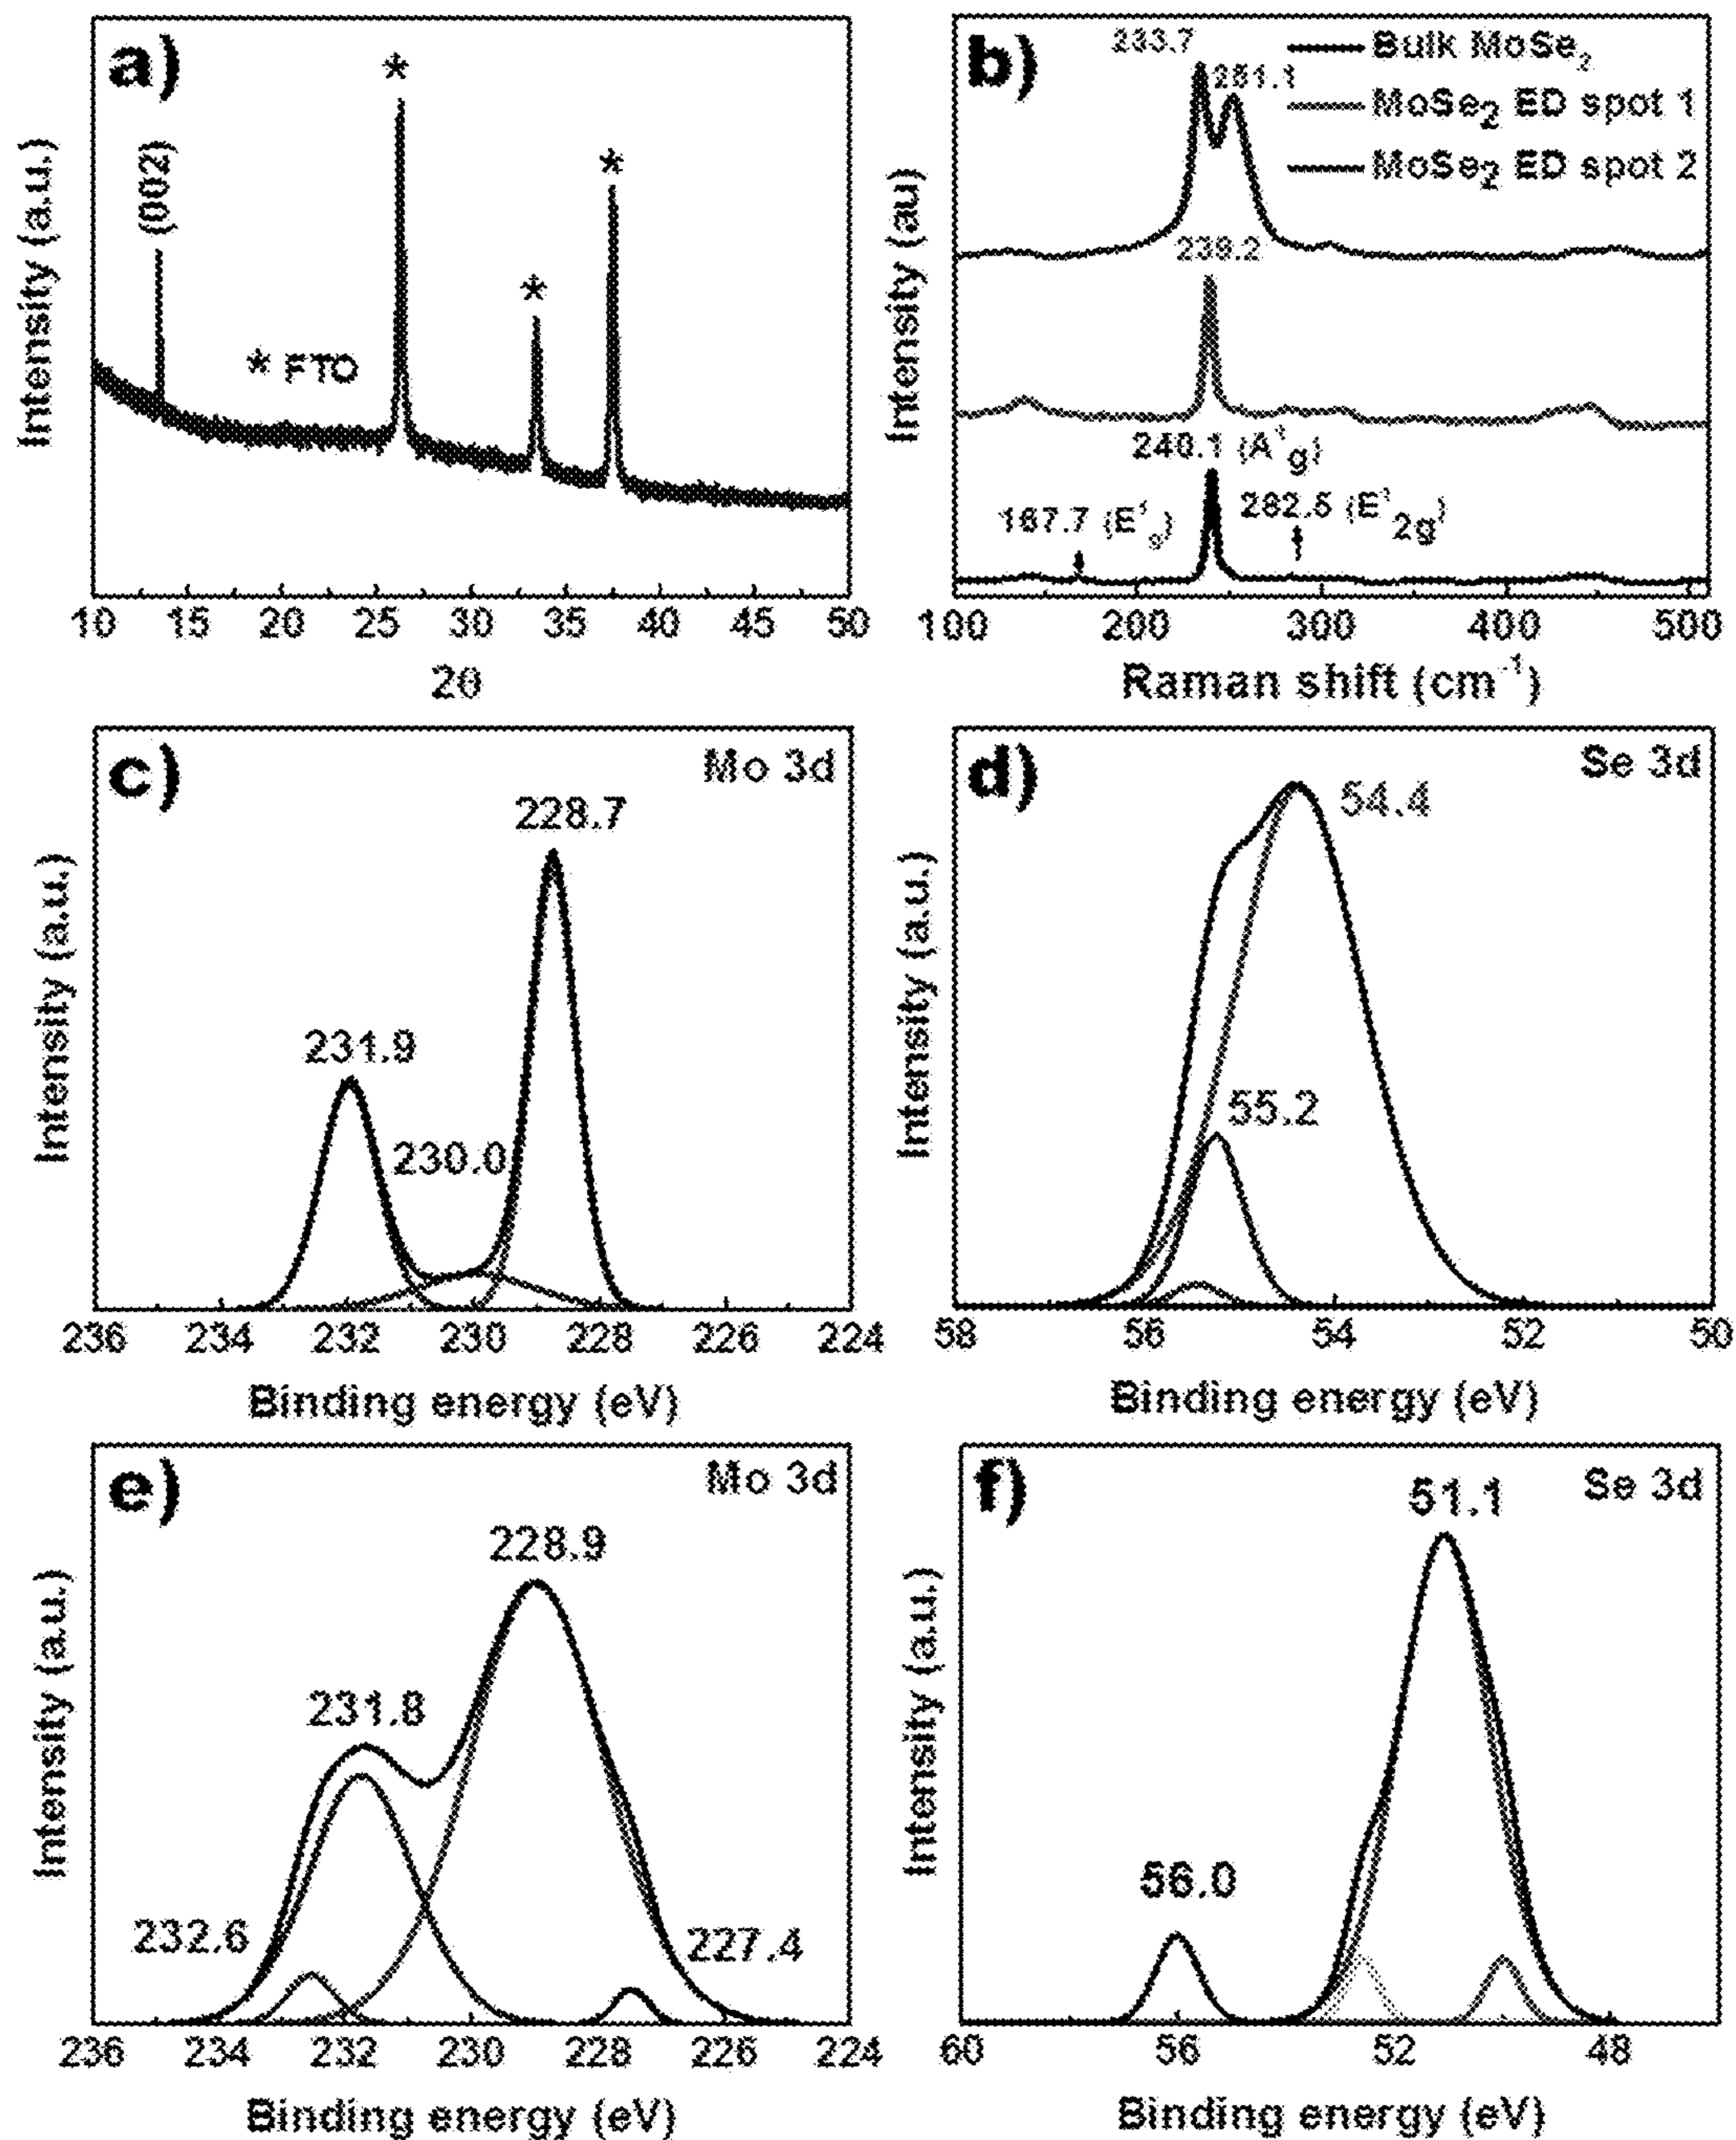 a)
*
*
*
(002)
* FTO
Intensity (a.u.)
10 15 20 25 30 35 40 45 50
2θ
b)
233.7
251.1
Bulk MoSe2
MoSe2 ED spot 1
MoSe2 ED spot 2
239.2
240.1 (A¹g)
167.7 (E¹g)
282.5 (E¹2g)
Intensity (au)
100 200 300 400 500
Raman shift (cm⁻¹)
c)
Mo 3d
228.7
231.9
230.0
Intensity (a.u.)
236 234 232 230 228 226 224
Binding energy (eV)
d)
Se 3d
54.4
55.2
Intensity (a.u.)
58 56 54 52 50
Binding energy (eV)
e)
Mo 3d
228.9
231.8
232.6
227.4
Intensity (a.u.)
236 234 232 230 228 226 224
Binding energy (eV)
f)
Se 3d
51.1
56.0
Intensity (a.u.)
60 56 52 48
Binding energy (eV)